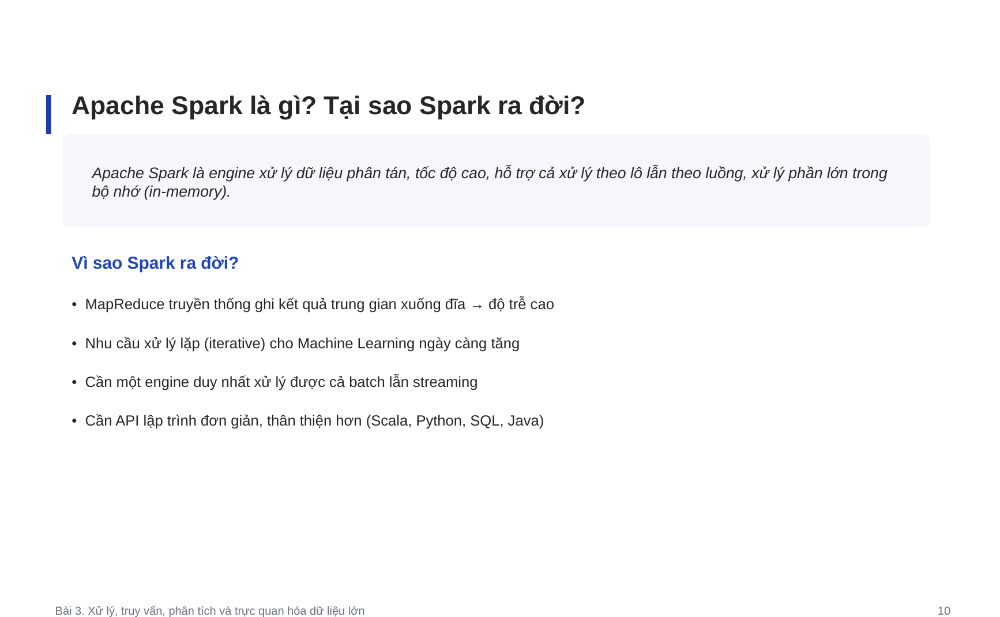 Apache Spark là gì? Tại sao Spark ra đời?
Apache Spark là engine xử lý dữ liệu phân tán, tốc độ cao, hỗ trợ cả xử lý theo lô lẫn theo luồng, xử lý phần lớn trong
bộ nhớ (in-memory).
Vì sao Spark ra đời?
• MapReduce truyền thống ghi kết quả trung gian xuống đĩa → độ trễ cao
• Nhu cầu xử lý lặp (iterative) cho Machine Learning ngày càng tăng
• Cần một engine duy nhất xử lý được cả batch lẫn streaming
• Cần API lập trình đơn giản, thân thiện hơn (Scala, Python, SQL, Java)
Bài 3. Xử lý, truy vấn, phân tích và trực quan hóa dữ liệu lớn
10